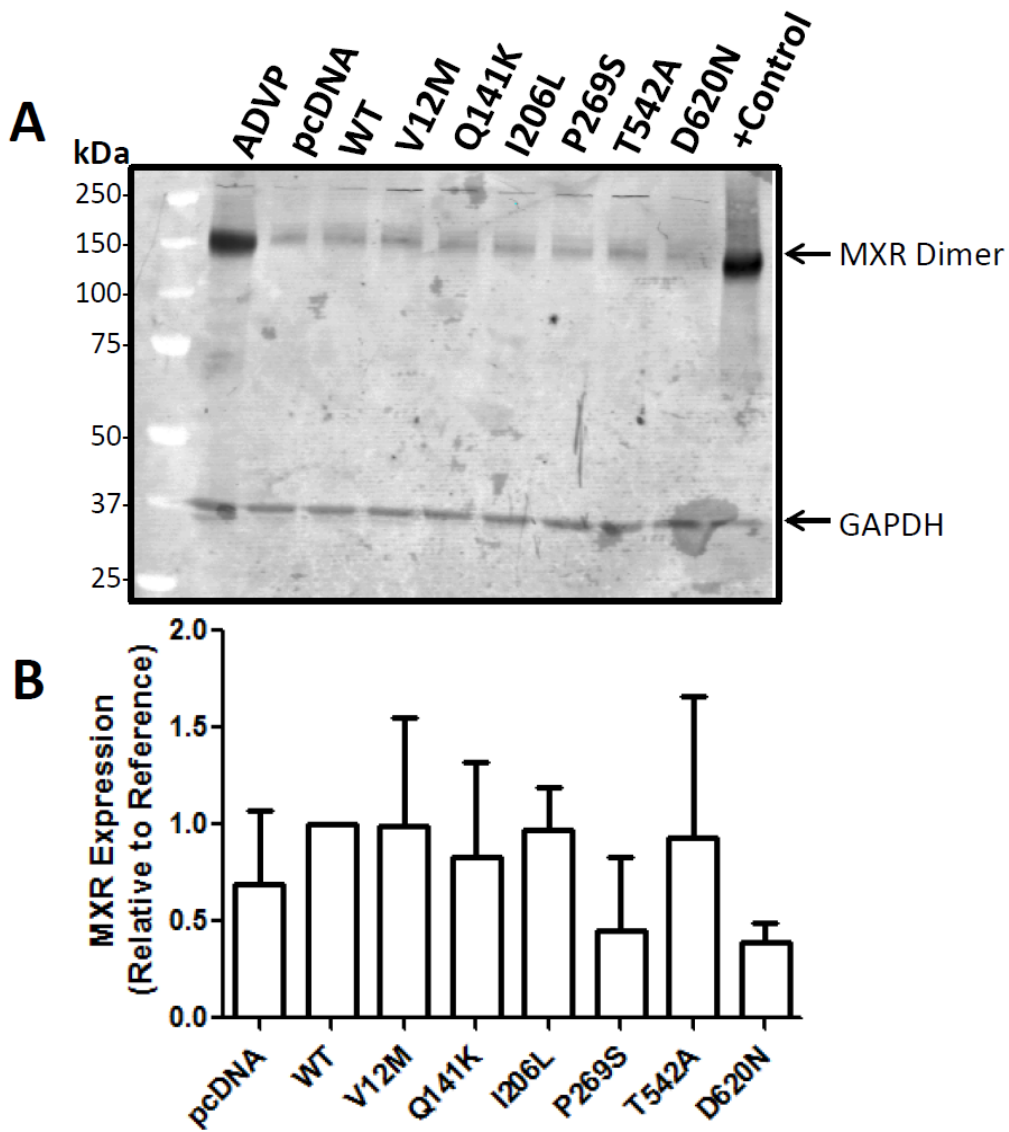 A
kDa
ADVP
pcDNA
WT
V12M
Q141K
I206L
P269S
T542A
D620N
+Control
250
150
100
75
50
37
25
MXR Dimer
GAPDH
B
MXR Expression
(Relative to Reference)
2.0
1.5
1.0
0.5
0.0
pcDNA
WT
V12M
Q141K
I206L
P269S
T542A
D620N